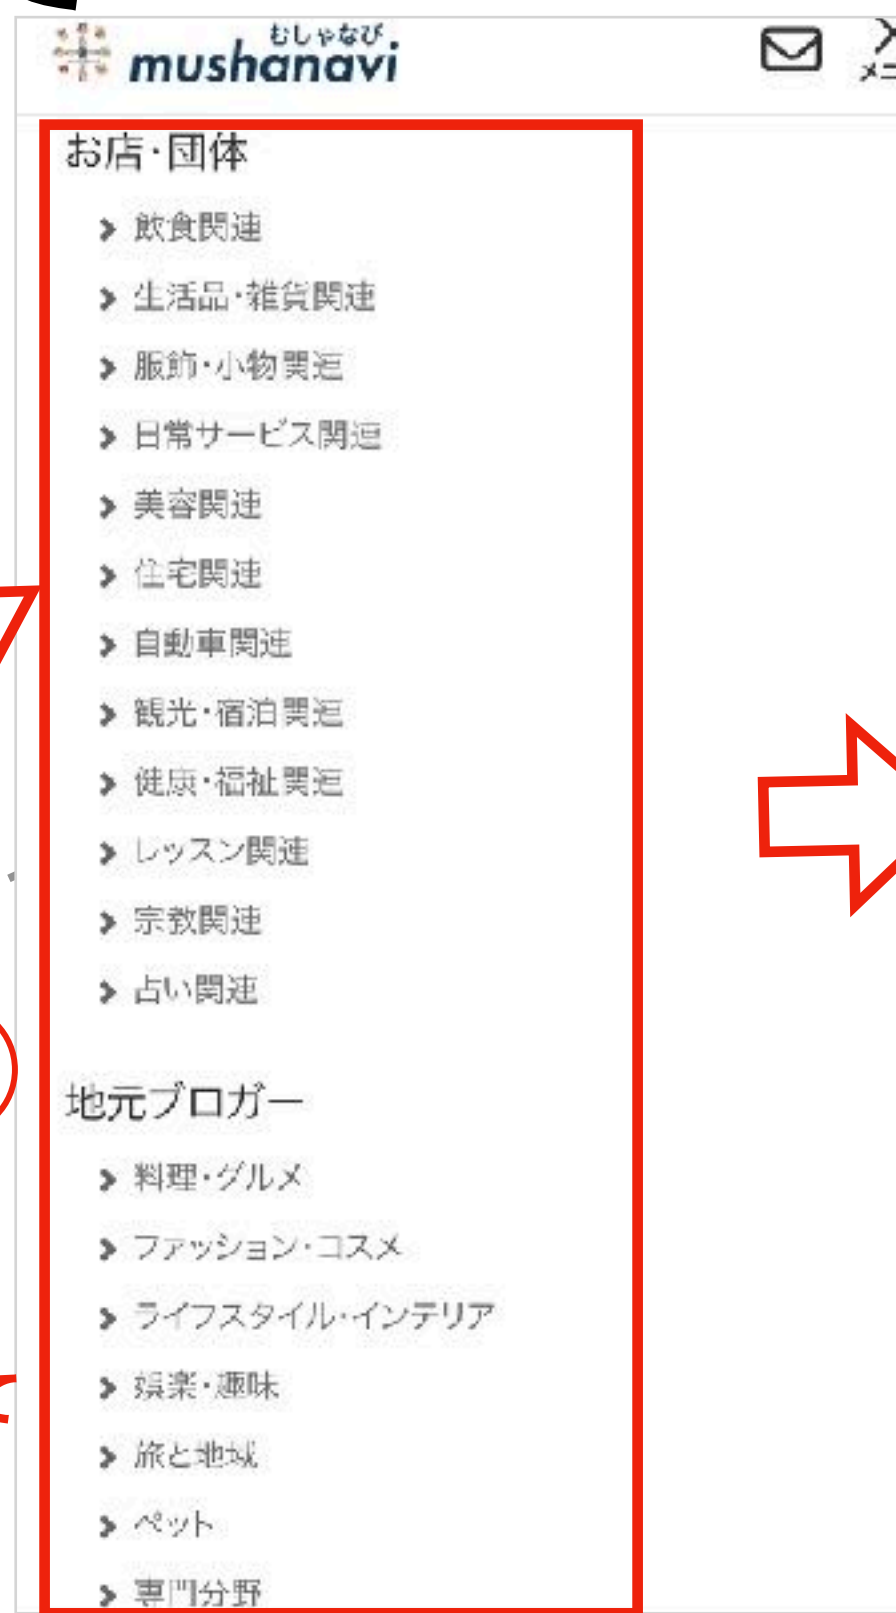 むしゃなび
mushanavi
お店・団体
飲食関連
生活品・雑貨関連
服飾・小物関連
日常サービス関連
美容関連
住宅関連
自動車関連
観光・宿泊関連
健康・福祉関連
レッスン関連
宗教関連
占い関連
地元ブロガー
料理・グルメ
ファッション・コスメ
ライフスタイル・インテリア
娯楽・趣味
旅と地域
ペット
専門分野